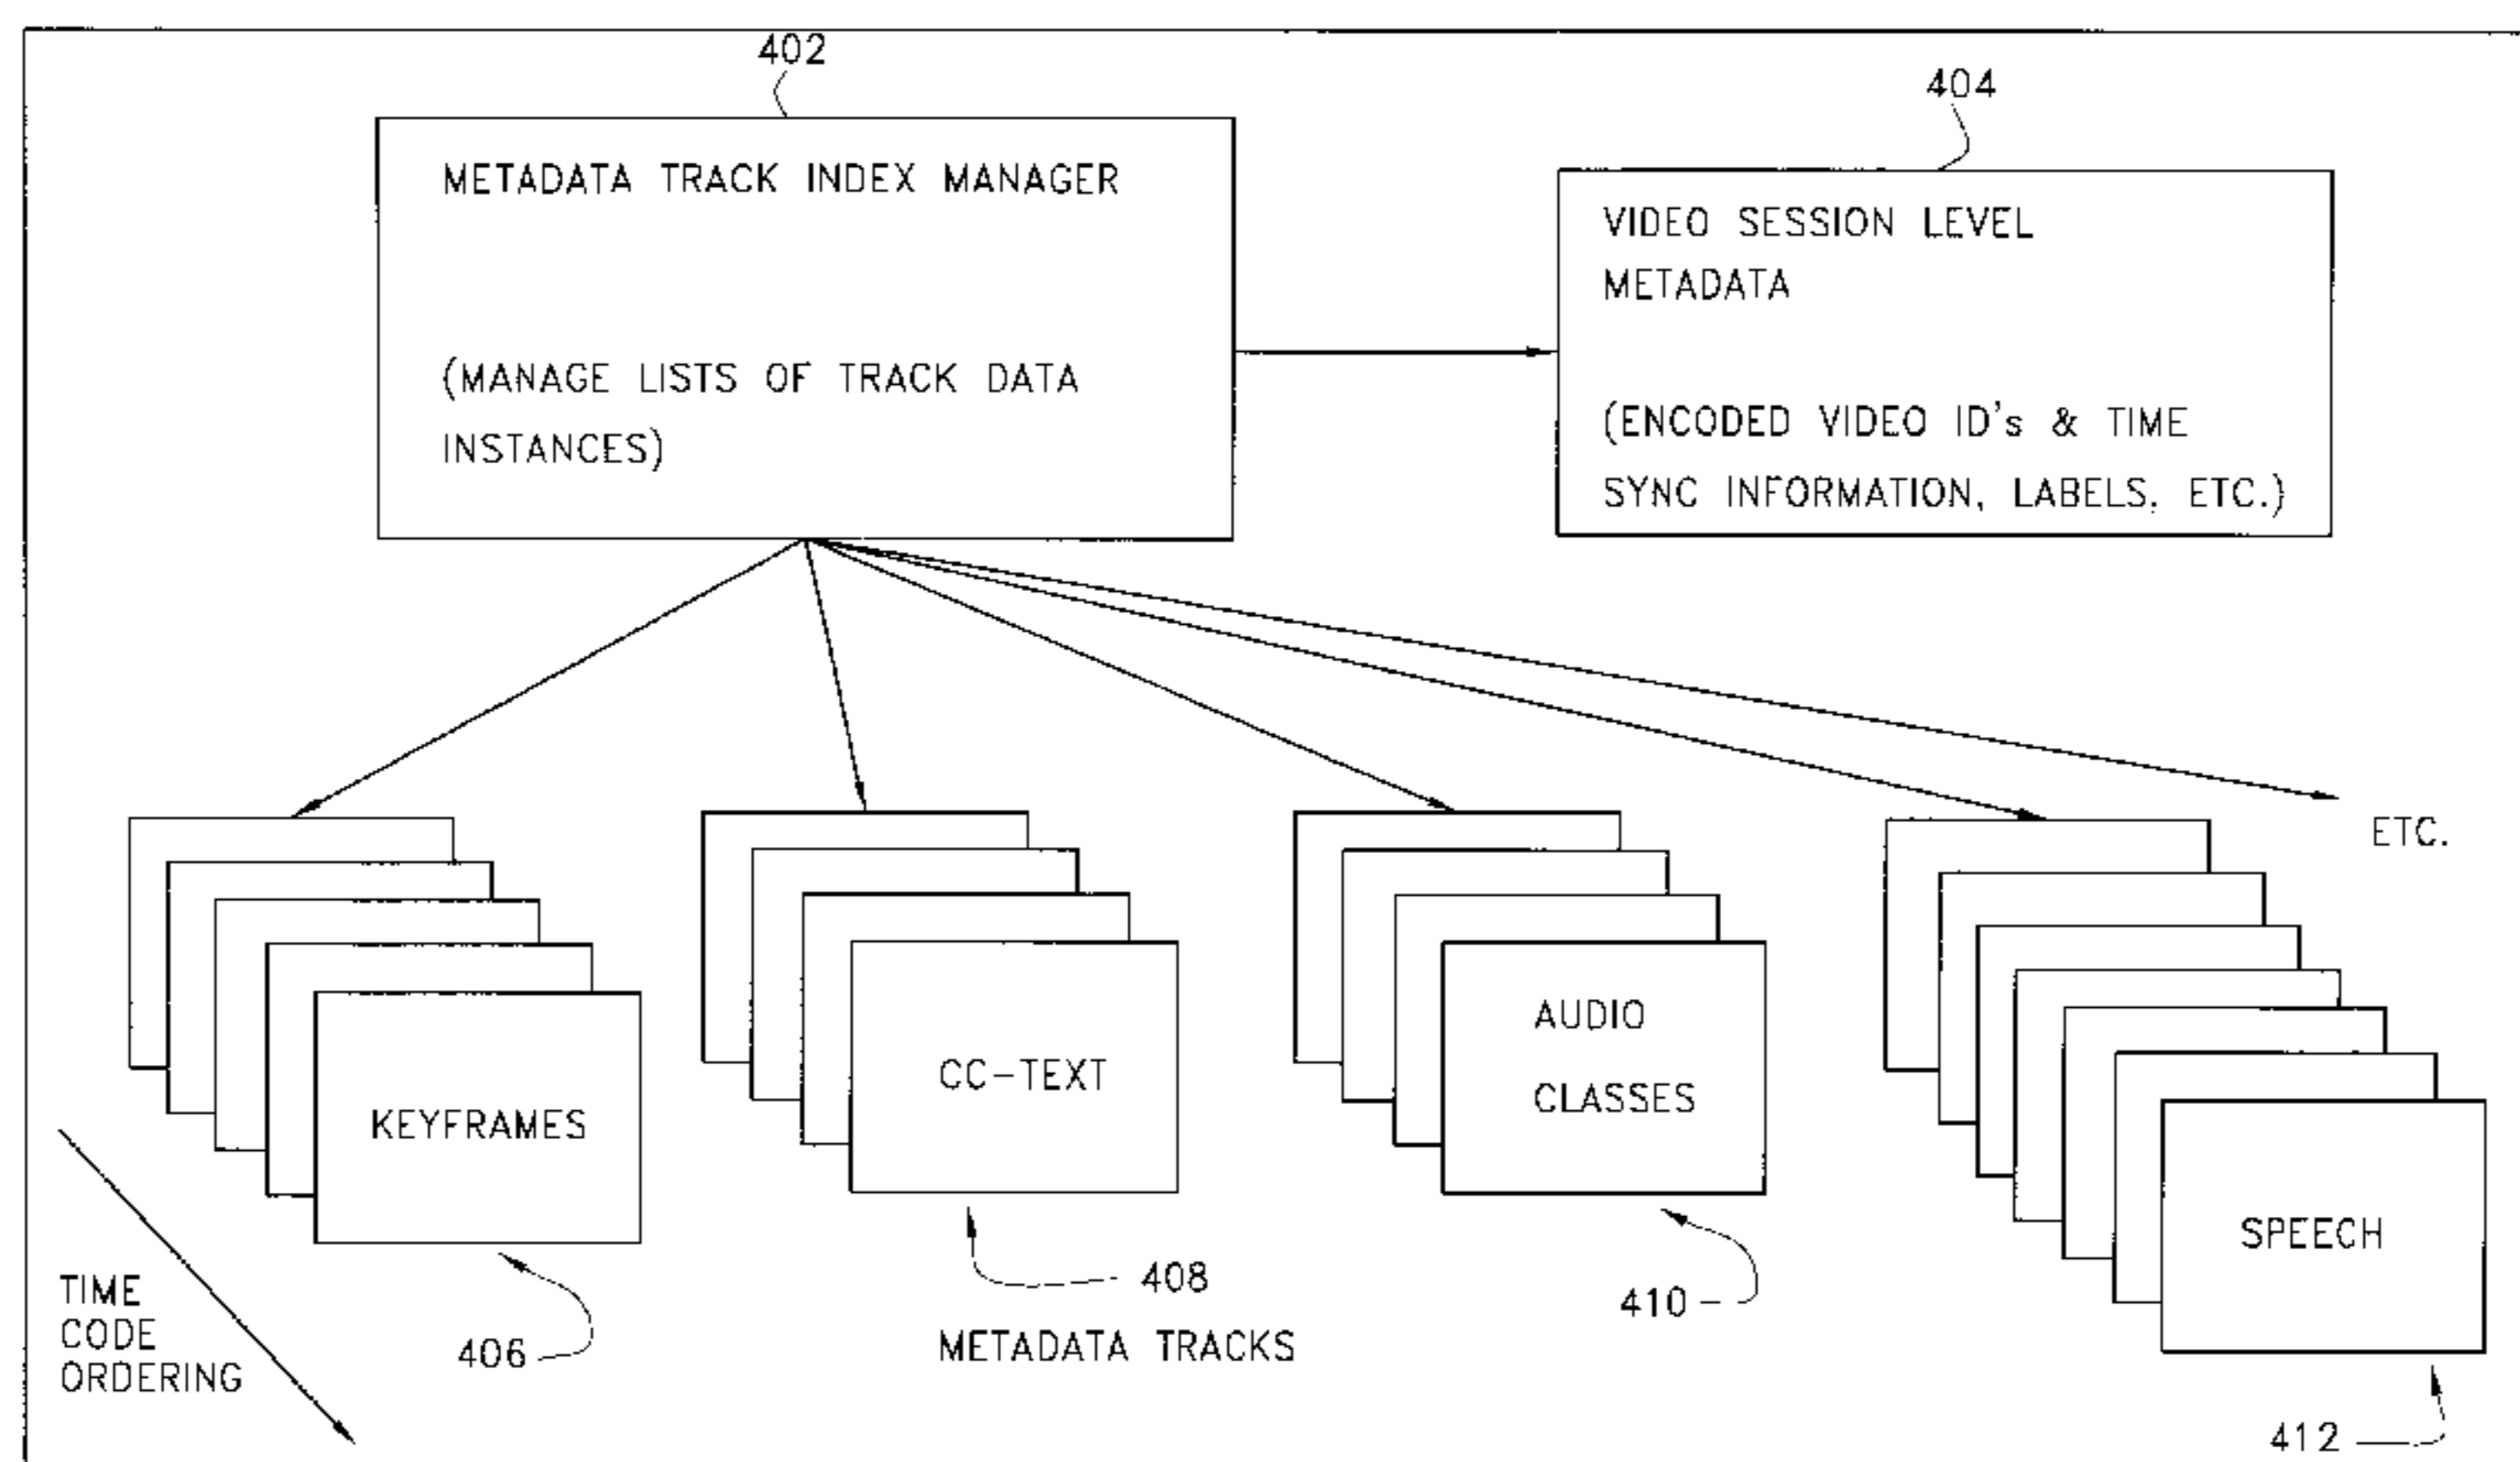 402
404
METADATA TRACK INDEX MANAGER
(MANAGE LISTS OF TRACK DATA
INSTANCES)
VIDEO SESSION LEVEL
METADATA
(ENCODED VIDEO ID's & TIME
SYNC INFORMATION, LABELS, ETC.)
ETC.
KEYFRAMES
CC-TEXT
AUDIO
CLASSES
SPEECH
TIME
CODE
ORDERING
406
408
METADATA TRACKS
410
412